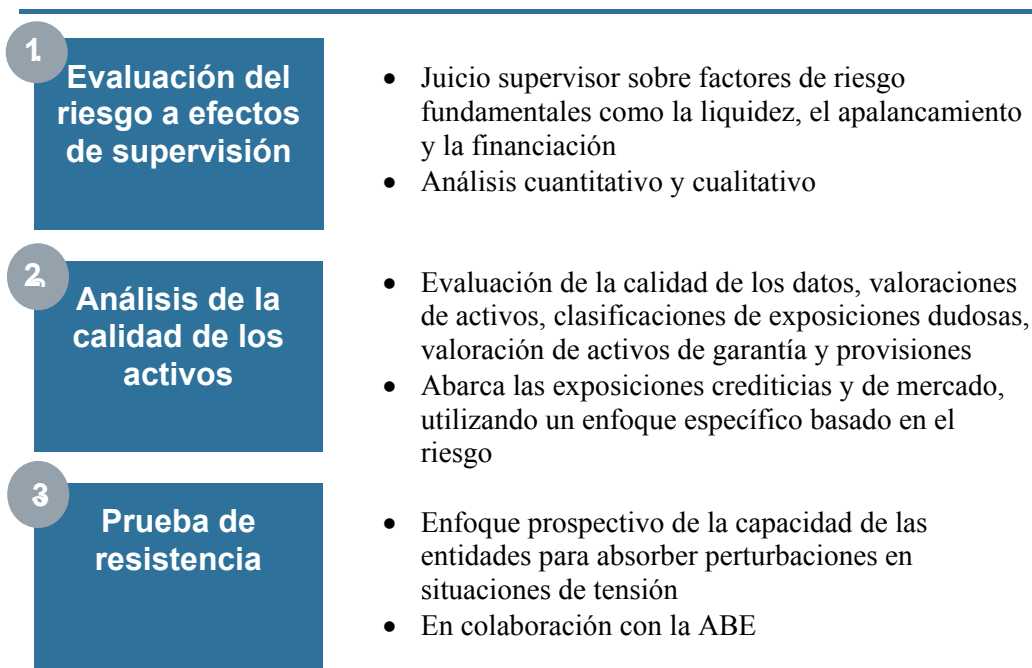 1.
Evaluación del
riesgo a efectos
de supervisión
• Juicio supervisor sobre factores de riesgo
fundamentales como la liquidez, el apalancamiento
y la financiación
• Análisis cuantitativo y cualitativo
2.
Análisis de la
calidad de los
activos
• Evaluación de la calidad de los datos, valoraciones
de activos, clasificaciones de exposiciones dudosas,
valoración de activos de garantía y provisiones
• Abarca las exposiciones crediticias y de mercado,
utilizando un enfoque específico basado en el
riesgo
3
Prueba de
resistencia
• Enfoque prospectivo de la capacidad de las
entidades para absorber perturbaciones en
situaciones de tensión
• En colaboración con la ABE